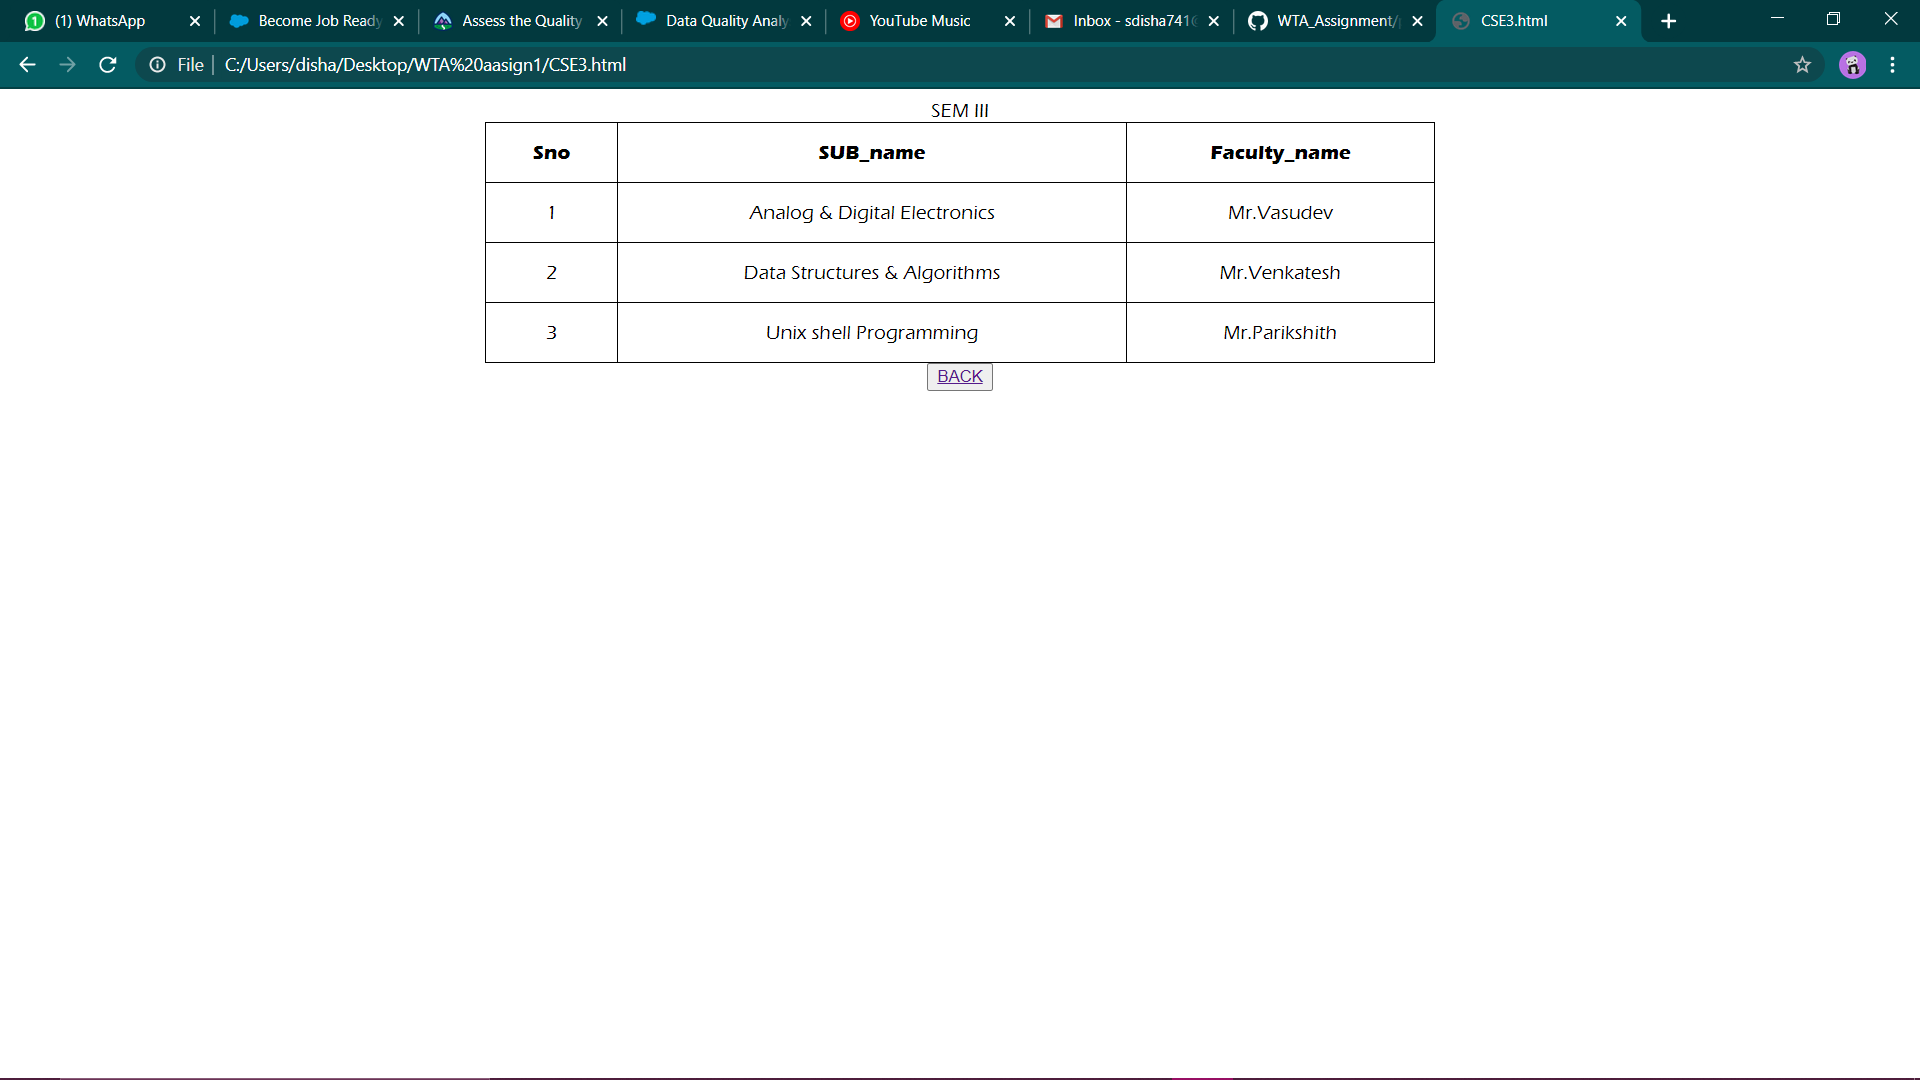 (1) WhatsApp
Become Job Ready
Assess the Quality
Data Quality Analy
YouTube Music
Inbox - sdisha741@
WTA_Assignment/
CSE3.html
File
C:/Users/disha/Desktop/WTA%20aasign1/CSE3.html
SEM III
Sno SUB_name Faculty_name
1 Analog & Digital Electronics Mr.Vasudev
2 Data Structures & Algorithms Mr.Venkatesh
3 Unix shell Programming Mr.Parikshith
BACK